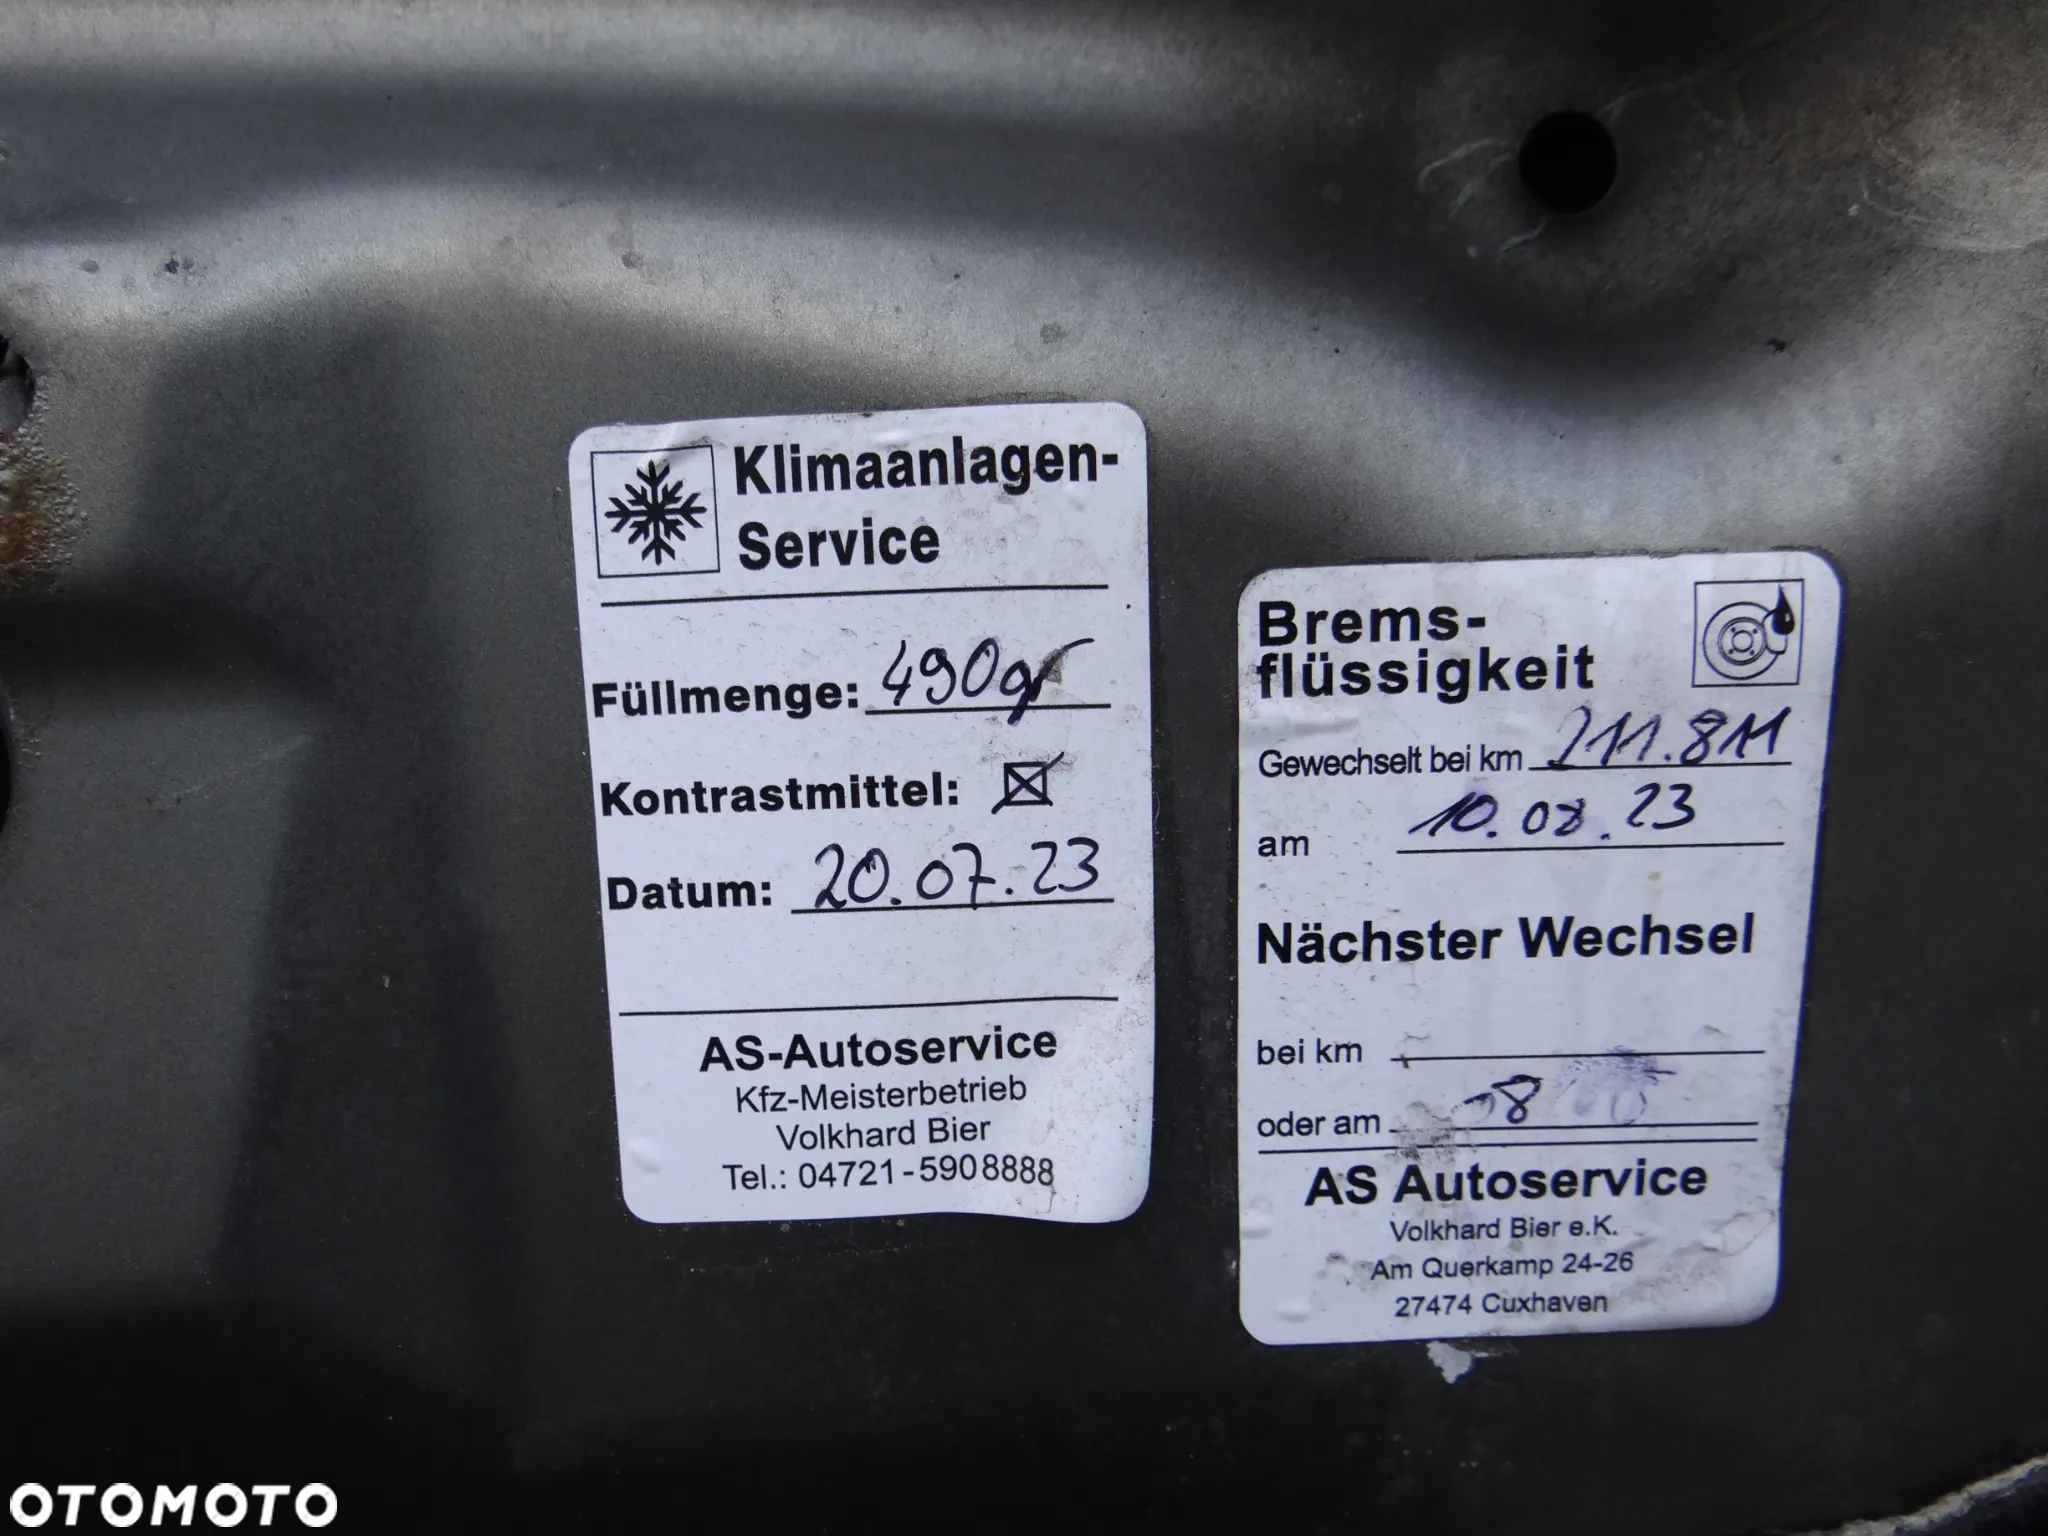 Klimaanlagen-
Service
Füllmenge: 490gr
Kontrastmittel:
Datum: 20.07.23
AS-Autoservice
Kfz-Meisterbetrieb
Volkhard Bier
Tel.: 04721-5908888
Brems-
flüssigkeit
Gewechselt bei km 211.811
am 10.08.23
Nächster Wechsel
bei km
oder am
AS Autoservice
Volkhard Bier e.K.
Am Querkamp 24-26
27474 Cuxhaven
OTOMOTO